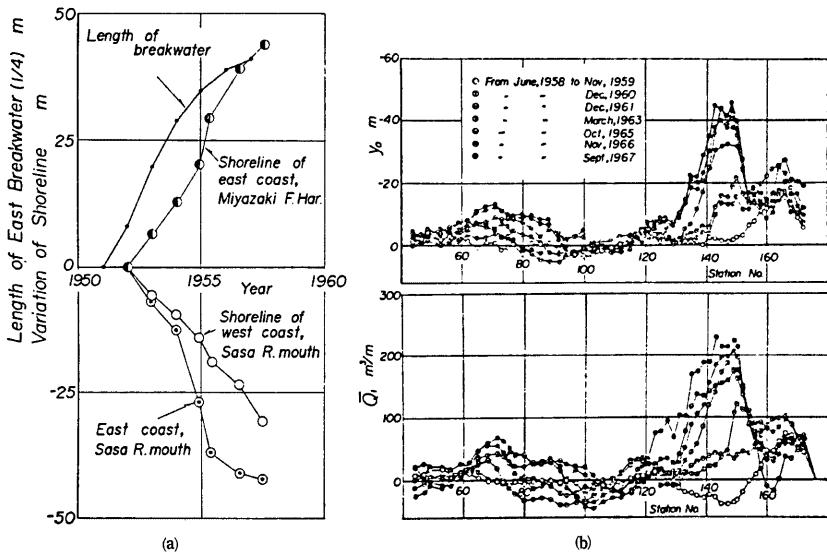 50
25
0
-25
-50
Length of East Breakwater (1/4) m
Variation of Shoreline m
Length of
breakwater
Shoreline of
east coast,
Miyazaki F. Har.
1950
1955
1960
Year
Shoreline
of west coast,
Sasa R. mouth
East coast,
Sasa R. mouth
(a)
-60
-40
-20
0
y₀ m
From June, 1958 to Nov, 1959
" " Dec, 1960
" " Dec, 1961
" " March, 1963
" " Oct, 1965
" " Nov, 1966
" " Sept, 1967
60
80
100
120
140
160
Station No.
300
200
100
0
Q̄, m³/m
60
80
100
120
140
160
Station No.
(b)